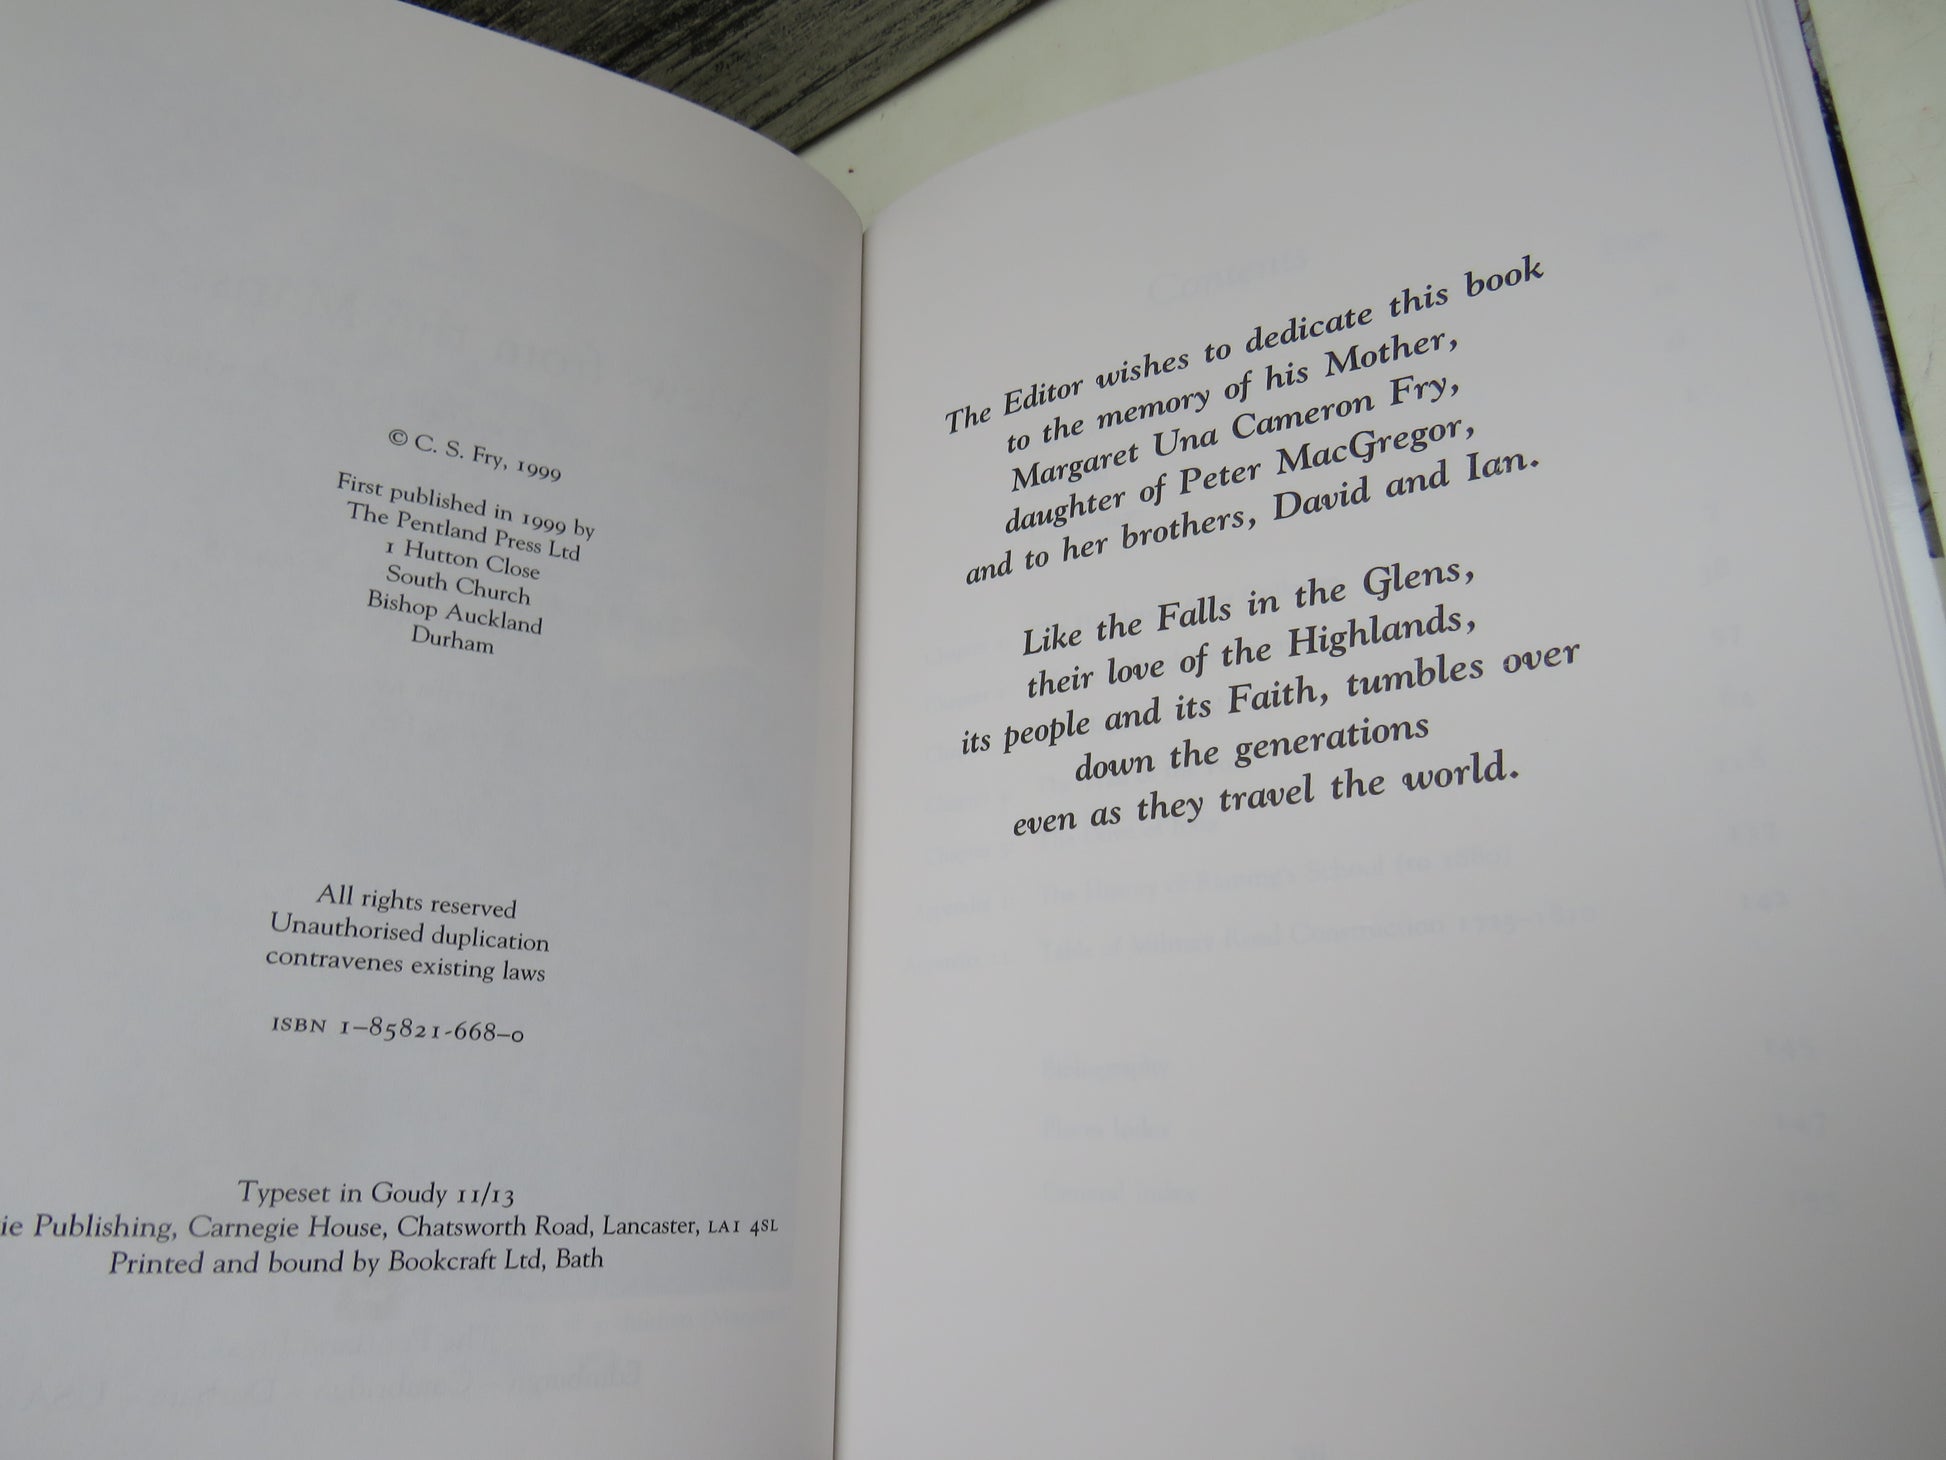 © C. S. Fry, 1999
First published in 1999 by
The Pentland Press Ltd
1 Hutton Close
South Church
Bishop Auckland
Durham
All rights reserved
Unauthorised duplication
contravenes existing laws
ISBN 1–85821-668–0
Typeset in Goudy 11/13
ie Publishing, Carnegie House, Chatsworth Road, Lancaster, LA1 4SL
Printed and bound by Bookcraft Ltd, Bath
The Editor wishes to dedicate this book
to the memory of his Mother,
Margaret Una Cameron Fry,
daughter of Peter MacGregor,
and to her brothers, David and Ian.
Like the Falls in the Glens,
their love of the Highlands,
its people and its Faith, tumbles over
down the generations
even as they travel the world.